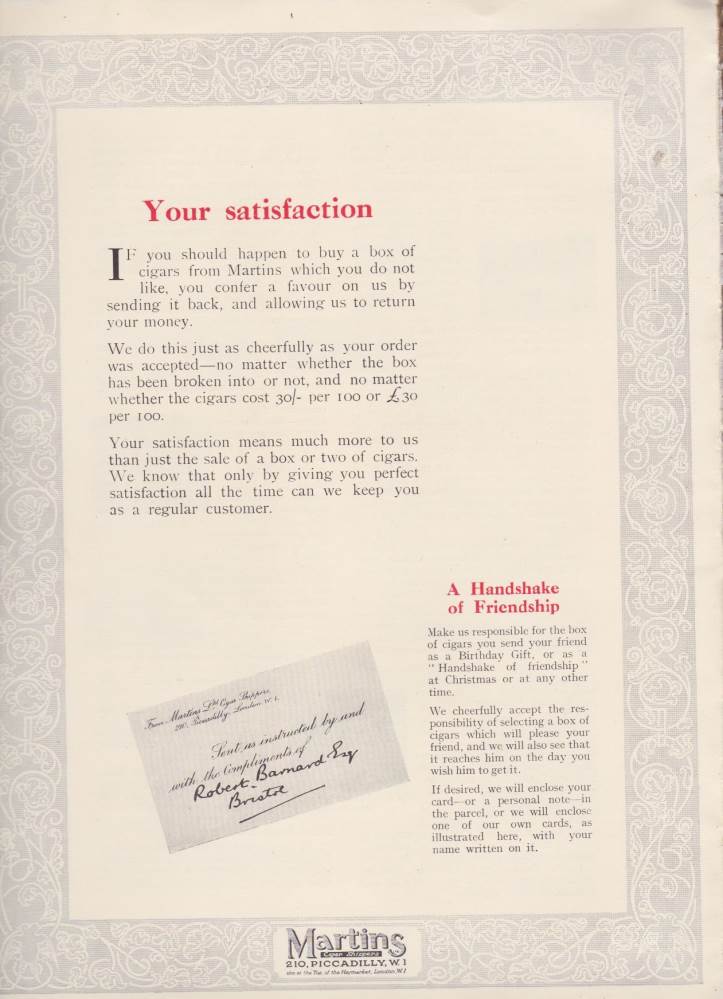 Your satisfaction
IF you should happen to buy a box of
cigars from Martins which you do not
like, you confer a favour on us by
sending it back, and allowing us to return
your money.
We do this just as cheerfully as your order
was accepted—no matter whether the box
has been broken into or not, and no matter
whether the cigars cost 30/- per 100 or £30
per 100.
Your satisfaction means much more to us
than just the sale of a box or two of cigars.
We know that only by giving you perfect
satisfaction all the time can we keep you
as a regular customer.
A Handshake
of Friendship
Make us responsible for the box
of cigars you send your friend
as a Birthday Gift, or as a
"Handshake of friendship"
at Christmas or at any other
time.
We cheerfully accept the res-
ponsibility of selecting a box of
cigars which will please your
friend, and we will also see that
it reaches him on the day you
wish him to get it.
If desired, we will enclose your
card—or a personal note—in
the parcel, or we will enclose
one of our own cards, as
illustrated here, with your
name written on it.
From Martins Ltd Cigar Shippers,
210, Piccadilly. London. W. 1.
Sent as instructed by and
with the Compliments of
Robert Barnard Esq
Bristol
Martins
Cigar Shippers
210, PICCADILLY, W.1
also at the Top of the Haymarket, London, W.1